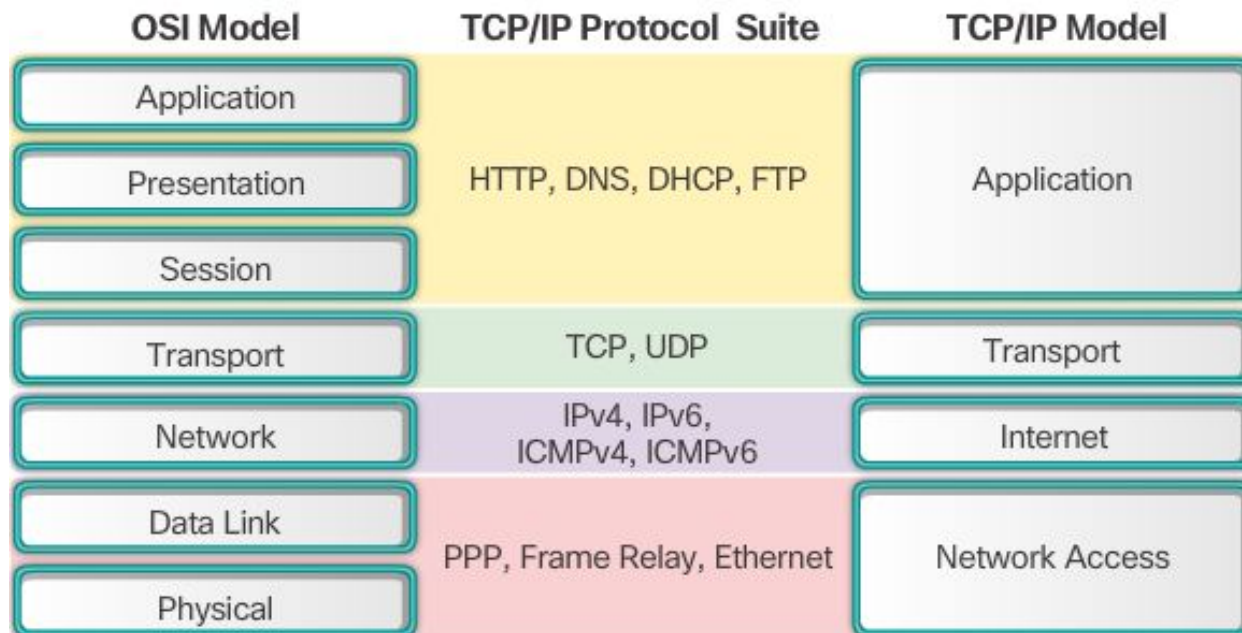 OSI Model
TCP/IP Protocol Suite
TCP/IP Model
Application
Presentation
Session
HTTP, DNS, DHCP, FTP
Application
Transport
TCP, UDP
Transport
Network
IPv4, IPv6,
ICMPv4, ICMPv6
Internet
Data Link
Physical
PPP, Frame Relay, Ethernet
Network Access